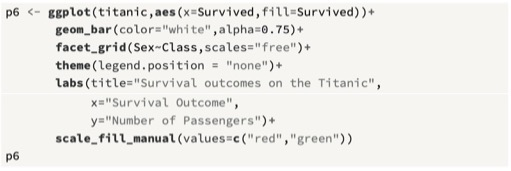 p6 <- ggplot(titanic,aes(x=Survived,fill=Survived))+
geom_bar(color="white",alpha=0.75)+
facet_grid(Sex~Class,scales="free")+
theme(legend.position = "none")+
labs(title="Survival outcomes on the Titanic",
x="Survival Outcome",
y="Number of Passengers")+
scale_fill_manual(values=c("red","green"))
p6